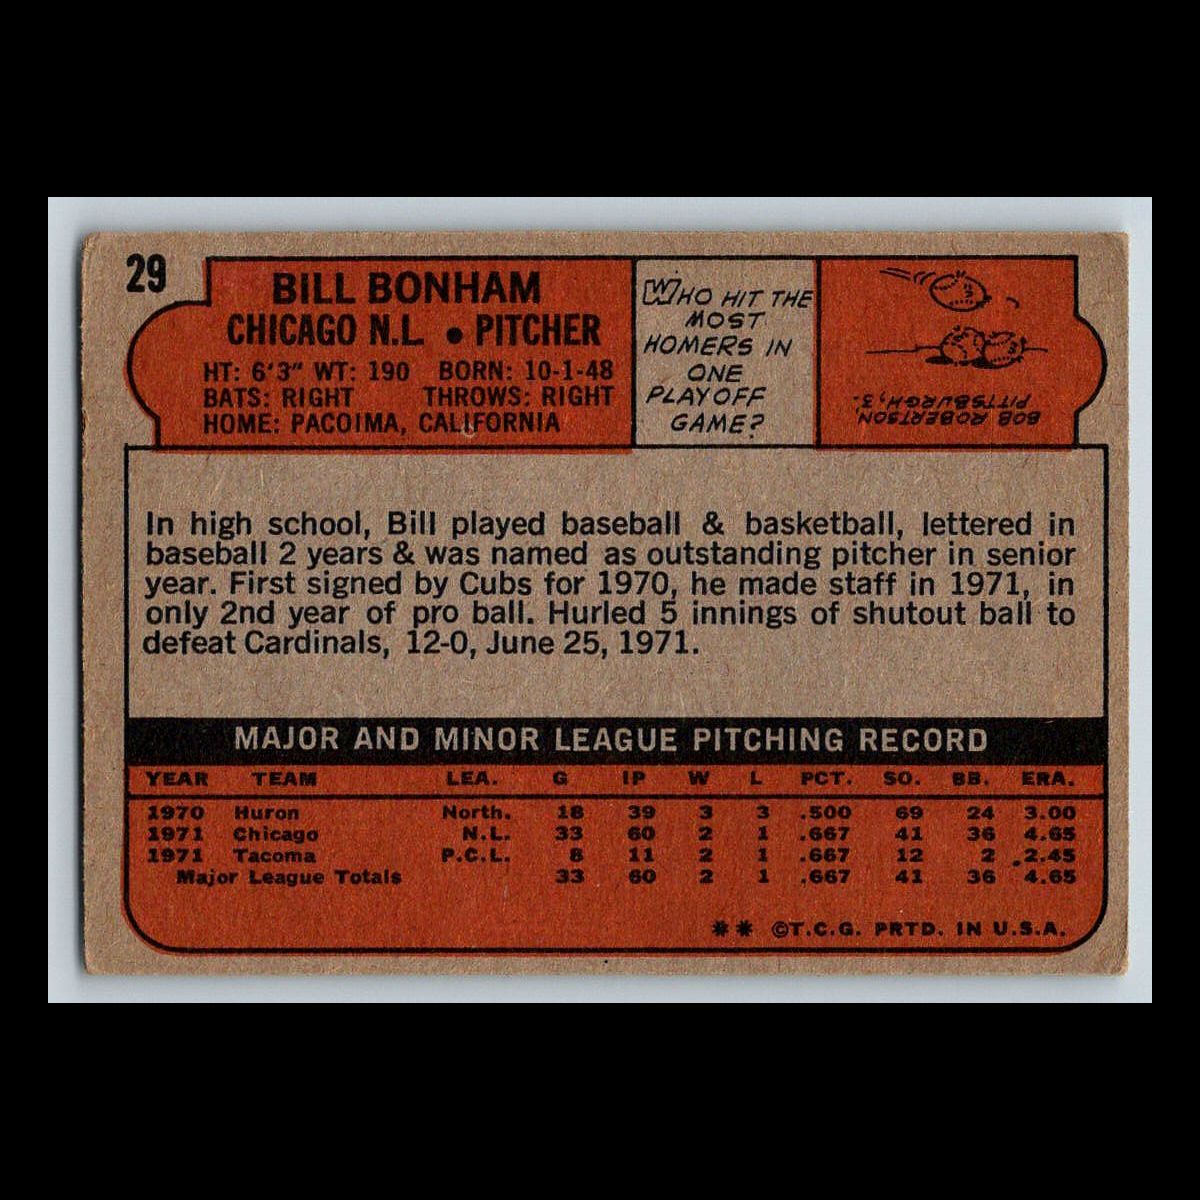 29
BILL BONHAM
CHICAGO N.L. • PITCHER
HT: 6'3" WT: 190 BORN: 10-1-48
BATS: RIGHT THROWS: RIGHT
HOME: PACOIMA, CALIFORNIA
WHO HIT THE
MOST
HOMERS IN
ONE
PLAYOFF
GAME?
BOB ROBERTSON,
PITTSBURGH, 3.
In high school, Bill played baseball & basketball, lettered in
baseball 2 years & was named as outstanding pitcher in senior
year. First signed by Cubs for 1970, he made staff in 1971, in
only 2nd year of pro ball. Hurled 5 innings of shutout ball to
defeat Cardinals, 12-0, June 25, 1971.
MAJOR AND MINOR LEAGUE PITCHING RECORD
YEAR TEAM LEA. G IP W L PCT. SO. BB. ERA.
1970 Huron North. 18 39 3 3 .500 69 24 3.00
1971 Chicago N.L. 33 60 2 1 .667 41 36 4.65
1971 Tacoma P.C.L. 8 11 2 1 .667 12 2 2.45
Major League Totals 33 60 2 1 .667 41 36 4.65
** ©T.C.G. PRTD. IN U.S.A.